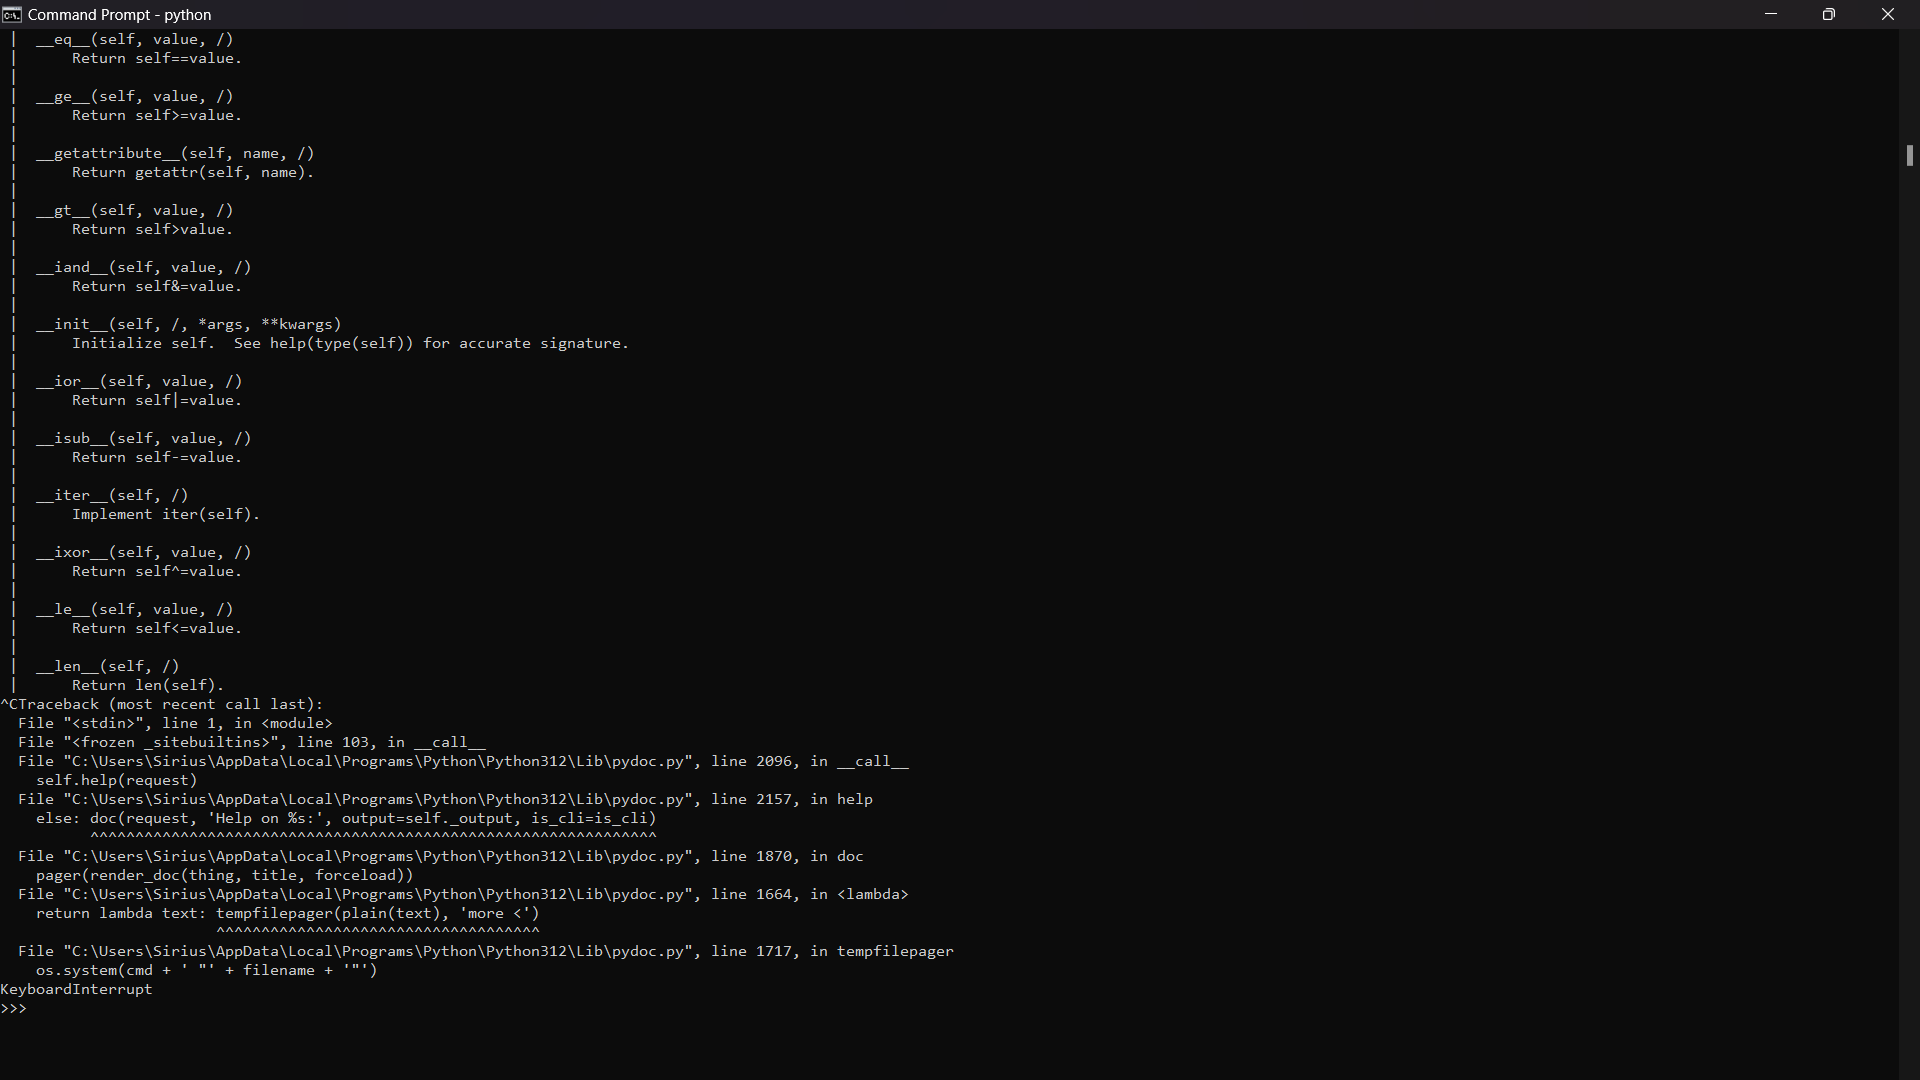 Command Prompt - python
 |  __eq__(self, value, /)
 |      Return self==value.
 |
 |  __ge__(self, value, /)
 |      Return self>=value.
 |
 |  __getattribute__(self, name, /)
 |      Return getattr(self, name).
 |
 |  __gt__(self, value, /)
 |      Return self>value.
 |
 |  __iand__(self, value, /)
 |      Return self&=value.
 |
 |  __init__(self, /, *args, **kwargs)
 |      Initialize self.  See help(type(self)) for accurate signature.
 |
 |  __ior__(self, value, /)
 |      Return self|=value.
 |
 |  __isub__(self, value, /)
 |      Return self-=value.
 |
 |  __iter__(self, /)
 |      Implement iter(self).
 |
 |  __ixor__(self, value, /)
 |      Return self^=value.
 |
 |  __le__(self, value, /)
 |      Return self<=value.
 |
 |  __len__(self, /)
 |      Return len(self).
^CTraceback (most recent call last):
  File "<stdin>", line 1, in <module>
  File "<frozen _sitebuiltins>", line 103, in __call__
  File "C:\Users\Sirius\AppData\Local\Programs\Python\Python312\Lib\pydoc.py", line 2096, in __call__
    self.help(request)
  File "C:\Users\Sirius\AppData\Local\Programs\Python\Python312\Lib\pydoc.py", line 2157, in help
    else: doc(request, 'Help on %s:', output=self._output, is_cli=is_cli)
          ^^^^^^^^^^^^^^^^^^^^^^^^^^^^^^^^^^^^^^^^^^^^^^^^^^^^^^^^^^^^^^^
  File "C:\Users\Sirius\AppData\Local\Programs\Python\Python312\Lib\pydoc.py", line 1870, in doc
    pager(render_doc(thing, title, forceload))
  File "C:\Users\Sirius\AppData\Local\Programs\Python\Python312\Lib\pydoc.py", line 1664, in <lambda>
    return lambda text: tempfilepager(plain(text), 'more <')
                        ^^^^^^^^^^^^^^^^^^^^^^^^^^^^^^^^^^^^
  File "C:\Users\Sirius\AppData\Local\Programs\Python\Python312\Lib\pydoc.py", line 1717, in tempfilepager
    os.system(cmd + ' "' + filename + '"')
KeyboardInterrupt
>>>